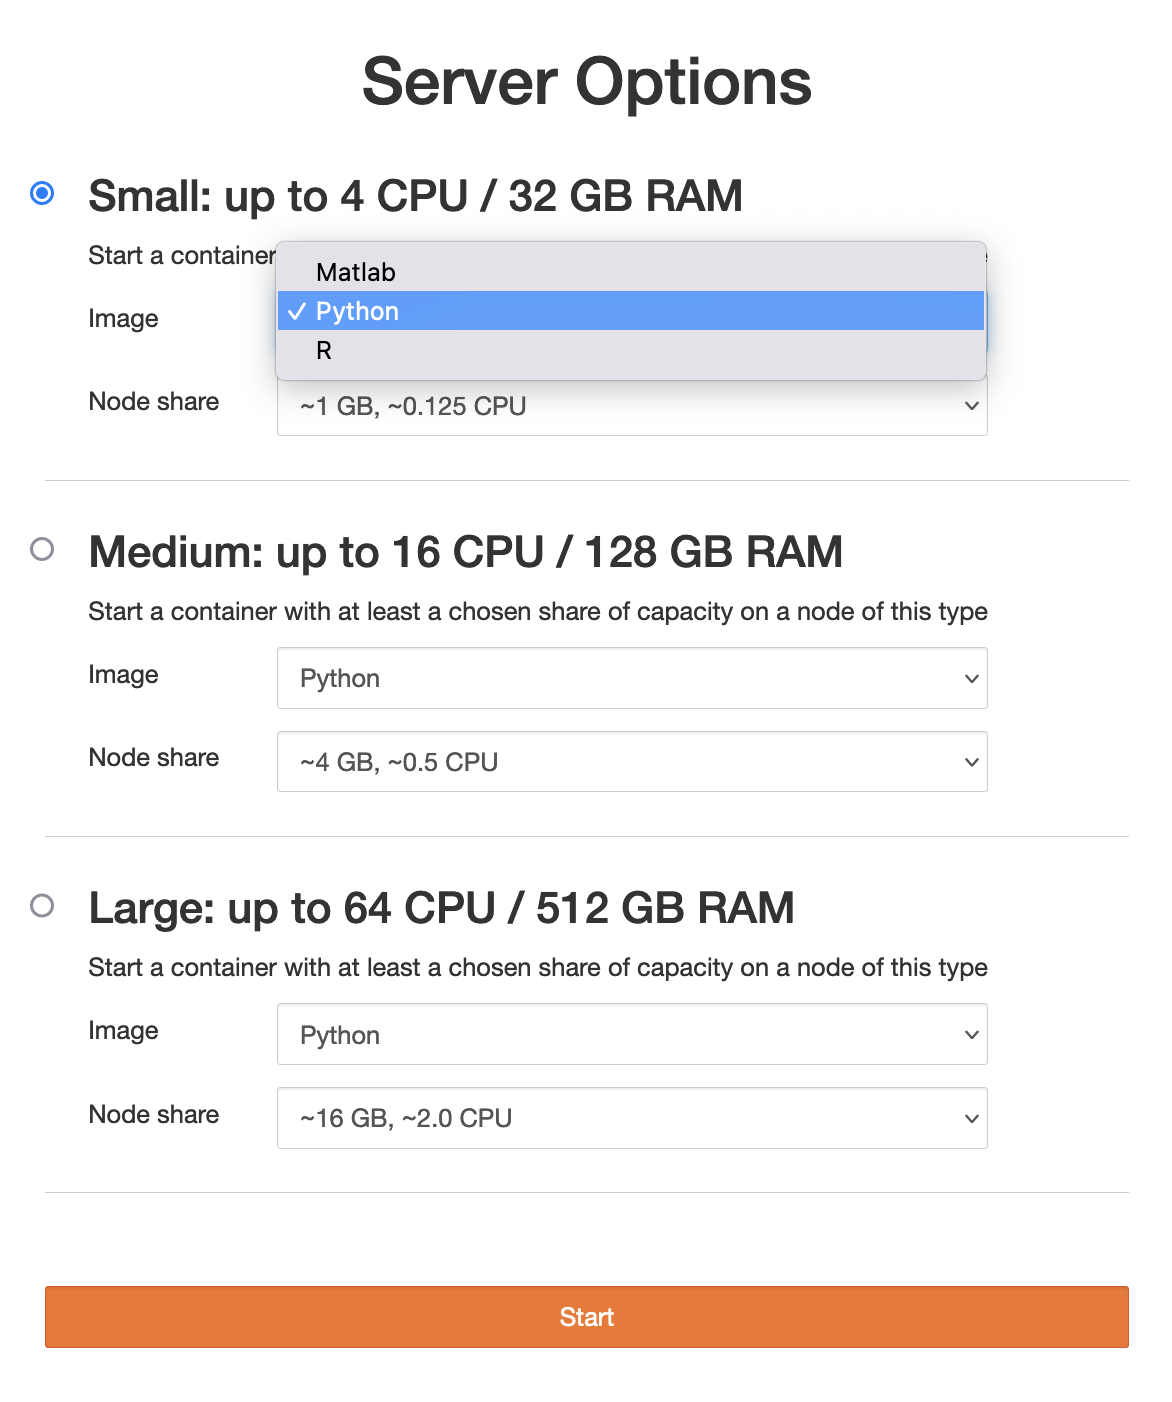 Server Options
Small: up to 4 CPU / 32 GB RAM
Start a container
Matlab
Image
✓ Python
R
Node share
~1 GB, ~0.125 CPU
Medium: up to 16 CPU / 128 GB RAM
Start a container with at least a chosen share of capacity on a node of this type
Image
Python
Node share
~4 GB, ~0.5 CPU
Large: up to 64 CPU / 512 GB RAM
Start a container with at least a chosen share of capacity on a node of this type
Image
Python
Node share
~16 GB, ~2.0 CPU
Start